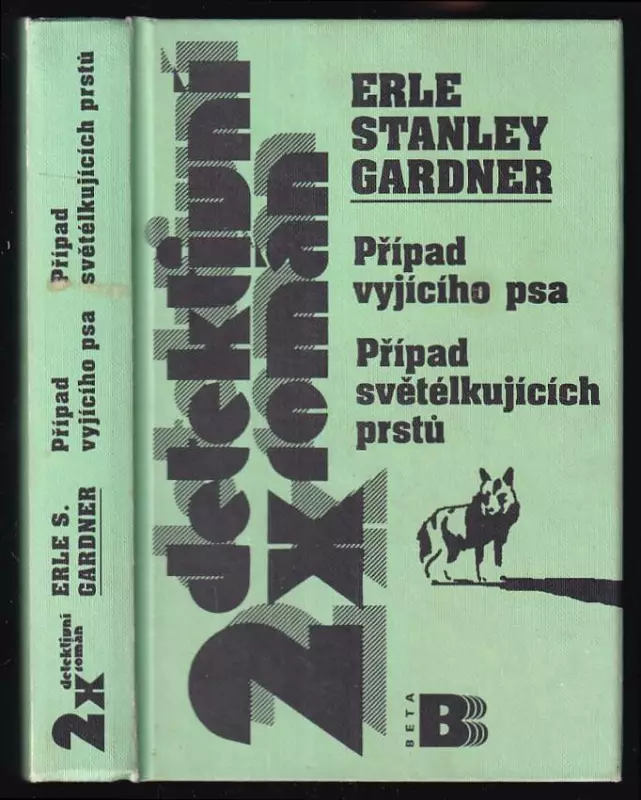 ERLE S.
GARDNER
Případ
vyjícího psa
Případ
světélkujících prstů
2x
detektivní
román
2x
detektivní
román
ERLE
STANLEY
GARDNER
Případ
vyjícího psa
Případ
světélkujících
prstů
BETA
B